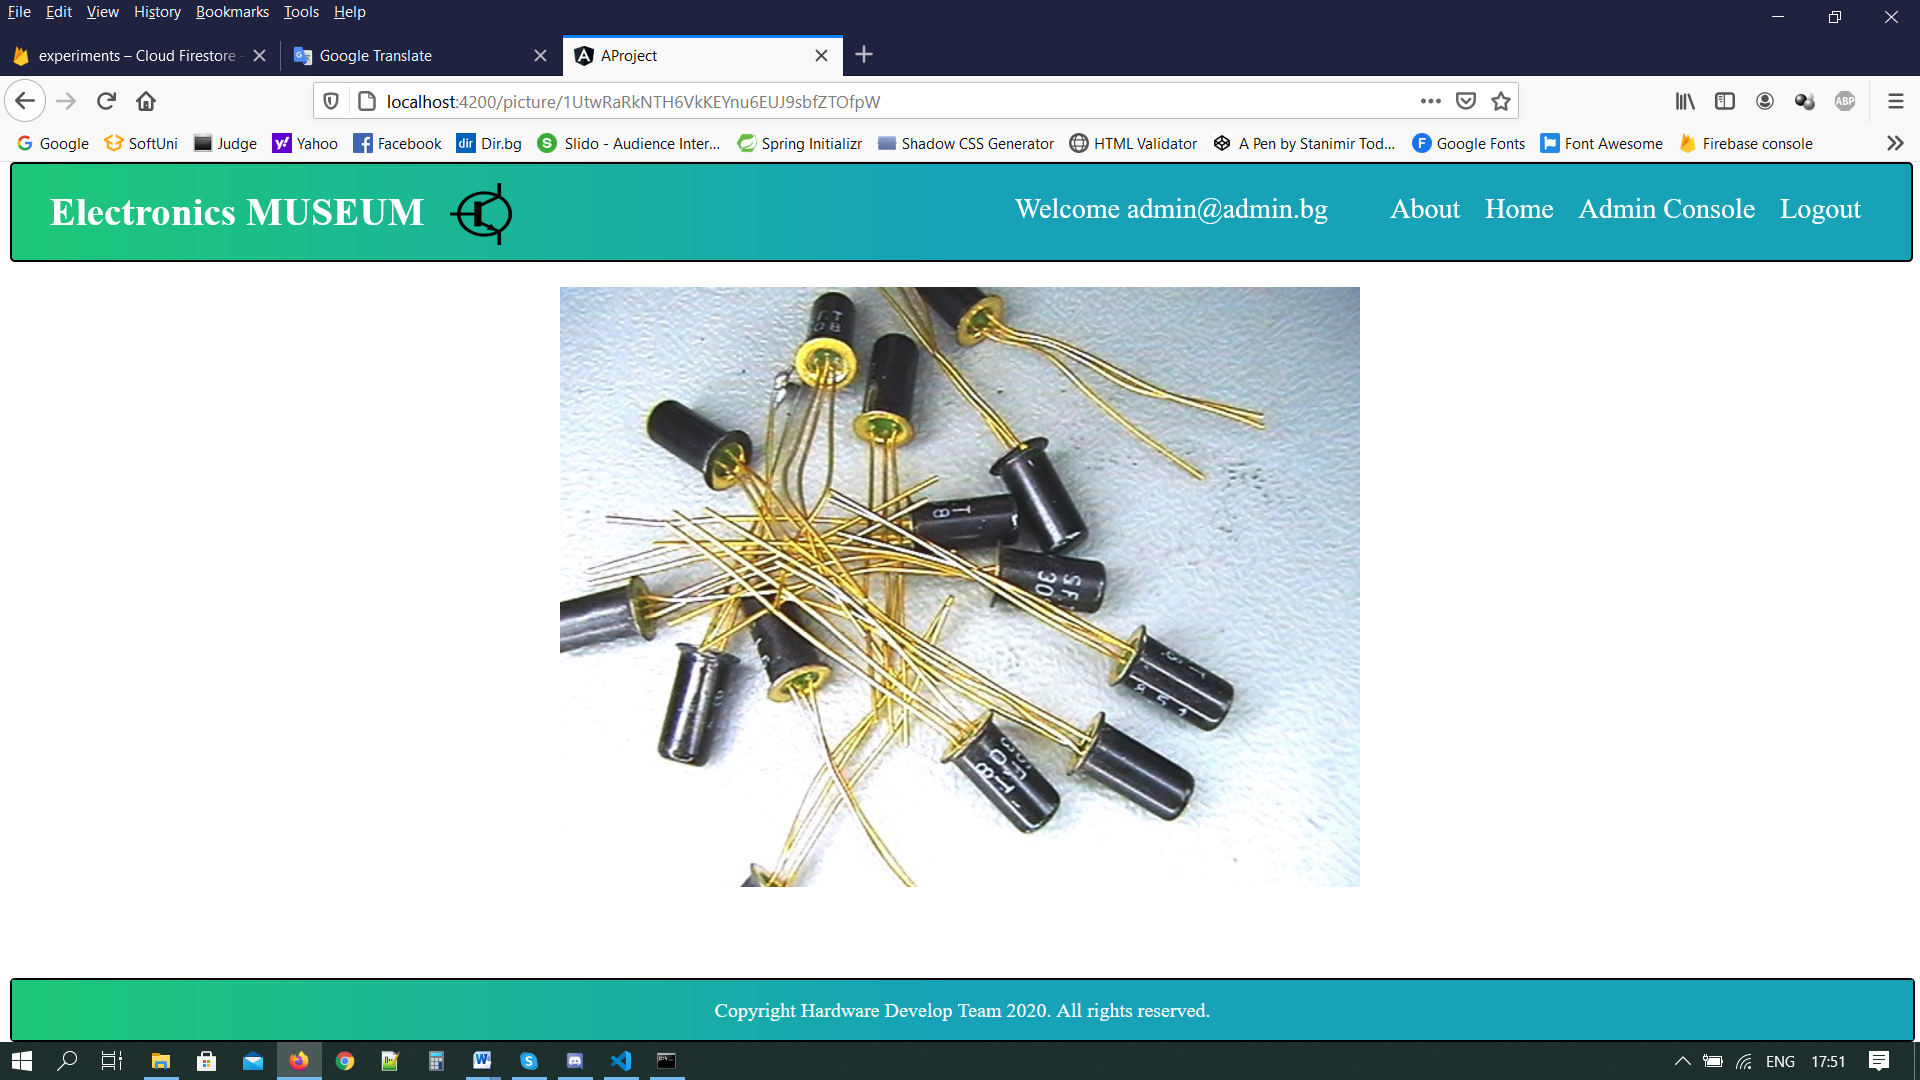 File Edit View History Bookmarks Tools Help
experiments – Cloud Firestore - Google Translate AProject
localhost:4200/picture/1UtwRaRkNTH6VkKEYnu6EUJ9sbfZTOfpW ABP
Google SoftUni Judge Yahoo Facebook dir Dir.bg Slido - Audience Inter... Spring Initializr Shadow CSS Generator HTML Validator A Pen by Stanimir Tod... Google Fonts Font Awesome Firebase console
Electronics MUSEUM Welcome admin@admin.bg About Home Admin Console Logout
Copyright Hardware Develop Team 2020. All rights reserved.
ENG 17:51